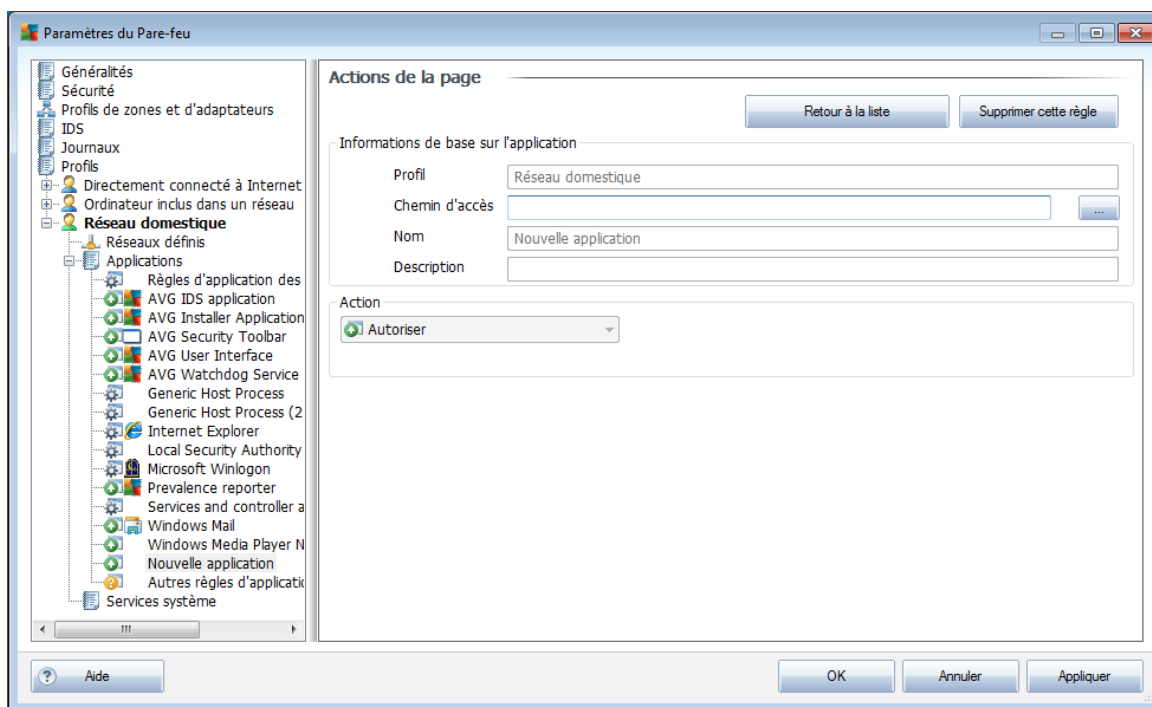 Paramètres du Pare-feu
Généralités
Sécurité
Profils de zones et d'adaptateurs
IDS
Journaux
Profils
Directement connecté à Internet
Ordinateur inclus dans un réseau
Réseau domestique
Réseaux définis
Applications
Règles d'application des
AVG IDS application
AVG Installer Application
AVG Security Toolbar
AVG User Interface
AVG Watchdog Service
Generic Host Process
Generic Host Process (2
Internet Explorer
Local Security Authority
Microsoft Winlogon
Prevalence reporter
Services and controller a
Windows Mail
Windows Media Player N
Nouvelle application
Autres règles d'applicatic
Services système
Actions de la page
Retour à la liste
Supprimer cette règle
Informations de base sur l'application
Profil
Réseau domestique
Chemin d'accès
...
Nom
Nouvelle application
Description
Action
Autoriser
? Aide
OK
Annuler
Appliquer